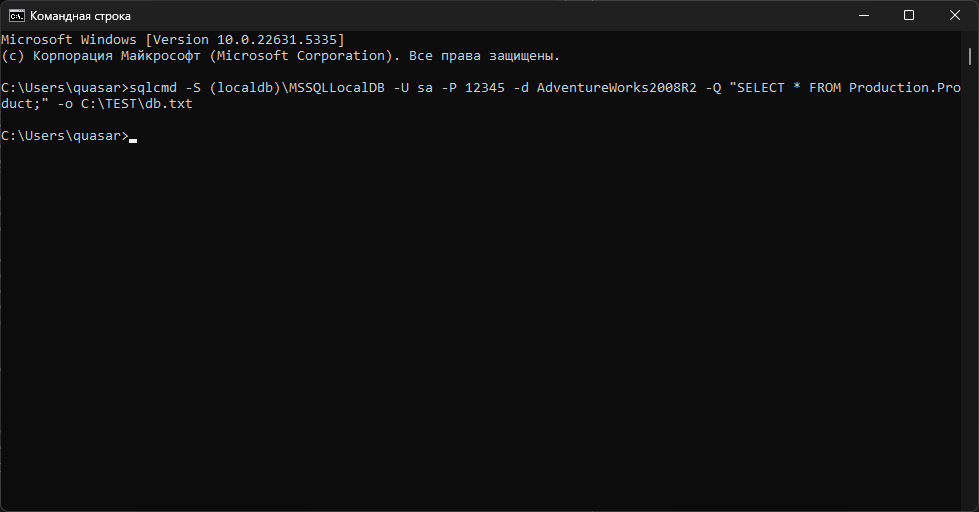 Командная строка
Microsoft Windows [Version 10.0.22631.5335]
(c) Корпорация Майкрософт (Microsoft Corporation). Все права защищены.
C:\Users\quasar>sqlcmd -S (localdb)\MSSQLLocalDB -U sa -P 12345 -d AdventureWorks2008R2 -Q "SELECT * FROM Production.Pro
duct;" -o C:\TEST\db.txt
C:\Users\quasar>